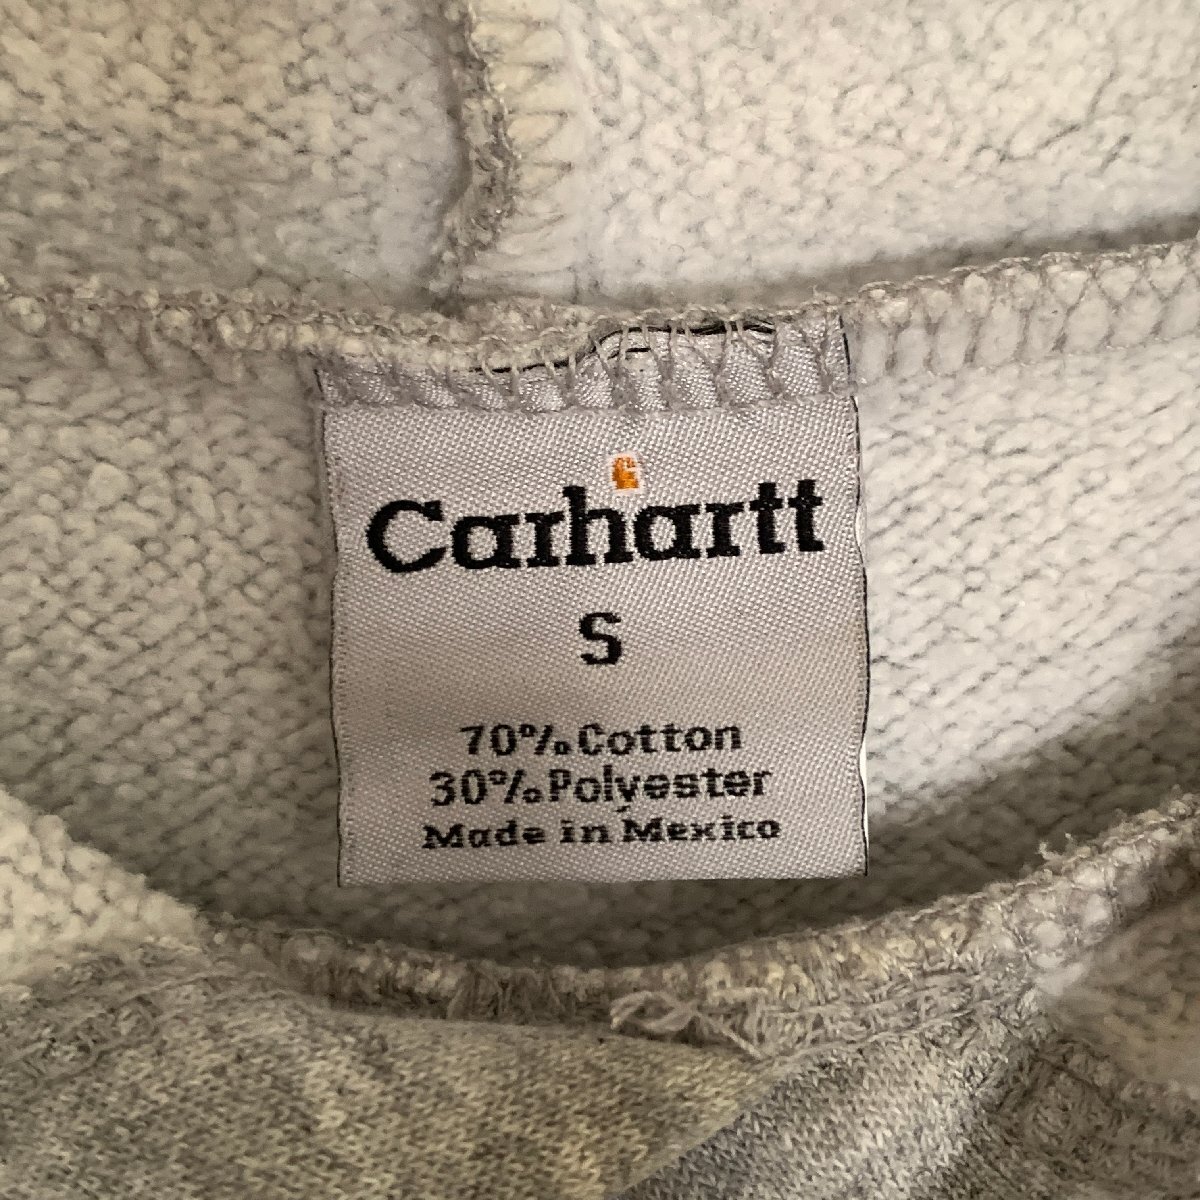 Carhartt
S
70% Cotton
30% Polyester
Made in Mexico